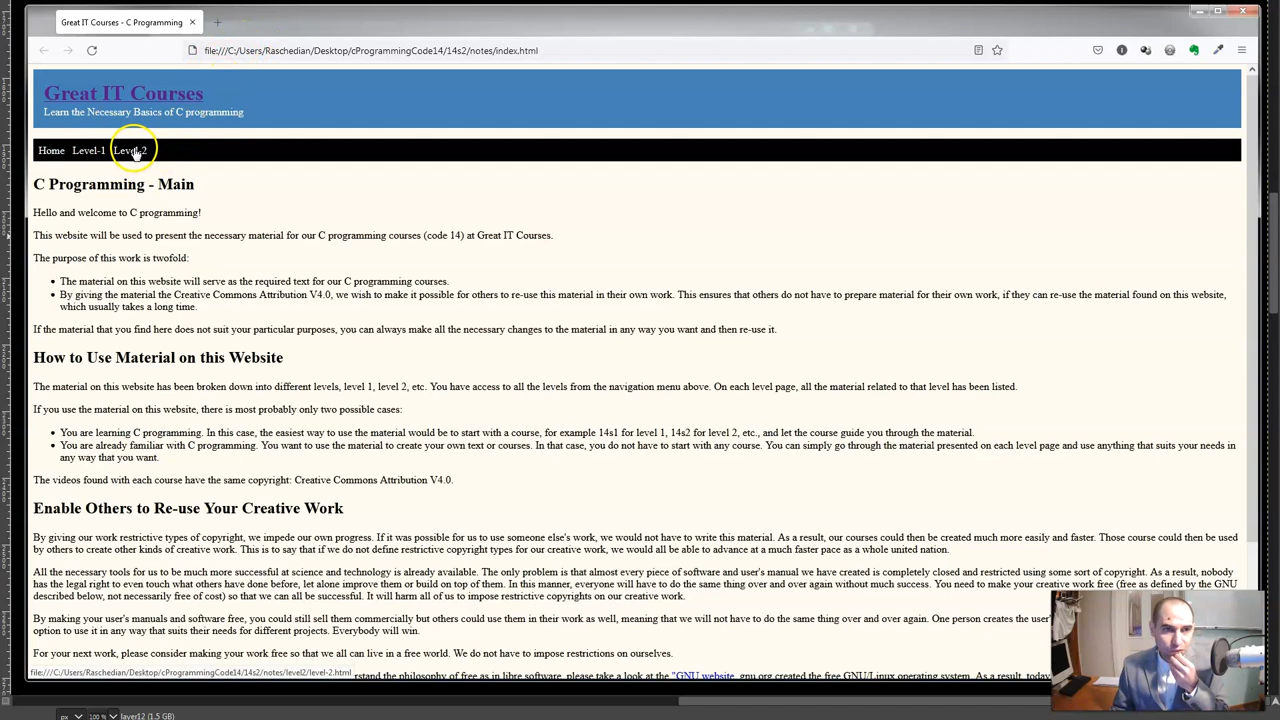 Great IT Courses - C Programming
file:///C:/Users/Raschedian/Desktop/cProgrammingCode14/14s2/notes/index.html
Great IT Courses
Learn the Necessary Basics of C programming
Home Level-1 Level-2
C Programming - Main
Hello and welcome to C programming!
This website will be used to present the necessary material for our C programming courses (code 14) at Great IT Courses.
The purpose of this work is twofold:
The material on this website will serve as the required text for our C programming courses.
By giving the material the Creative Commons Attribution V4.0, we wish to make it possible for others to re-use this material in their own work. This ensures that others do not have to prepare material for their own work, if they can re-use the material found on this website,
which usually takes a long time.
If the material that you find here does not suit your particular purposes, you can always make all the necessary changes to the material in any way you want and then re-use it.
How to Use Material on this Website
The material on this website has been broken down into different levels, level 1, level 2, etc. You have access to all the levels from the navigation menu above. On each level page, all the material related to that level has been listed.
If you use the material on this website, there is most probably only two possible cases:
You are learning C programming. In this case, the easiest way to use the material would be to start with a course, for example 14s1 for level 1, 14s2 for level 2, etc., and let the course guide you through the material.
You are already familiar with C programming. You want to use the material to create your own text or courses. In that case, you do not have to start with any course. You can simply go through the material presented on each level page and use anything that suits your needs in
any way that you want.
The videos found with each course have the same copyright: Creative Commons Attribution V4.0.
Enable Others to Re-use Your Creative Work
By giving our work restrictive types of copyright, we impede our own progress. If it was possible for us to use someone else's work, we would not have to write this material. As a result, our courses could then be created much more easily and faster. Those course could then be used
by others to create other kinds of creative work. This is to say that if we do not define restrictive copyright types for our creative work, we would all be able to advance at a much faster pace as a whole united nation.
All the necessary tools for us to be much more successful at science and technology is already available. The only problem is that almost every piece of software and user's manual we have created is completely closed and restricted using some sort of copyright. As a result, nobody
has the legal right to even touch what others have done before, let alone improve them or build on top of them. In this manner, everyone will have to do the same thing over and over again without much success. You need to make your creative work free (free as defined by the GNU
described below, not necessarily free of cost) so that we can all be successful. It will harm all of us to impose restrictive copyrights on our creative work.
By making your user's manuals and software free, you could still sell them commercially but others could use them in their work as well, meaning that we will not have to do the same thing over and over again. One person creates the user'
option to use it in any way that suits their needs for different projects. Everybody will win.
For your next work, please consider making your work free so that we all can live in a free world. We do not have to impose restrictions on ourselves.
file:///C:/Users/Raschedian/Desktop/cProgrammingCode14/14s2/notes/level2/level-2.html
the philosophy of free as in libre software, please take a look at the "GNU website. gnu.org created the free GNU/Linux operating system. As a result, today
px 100 % layer12 (1.5 GB)